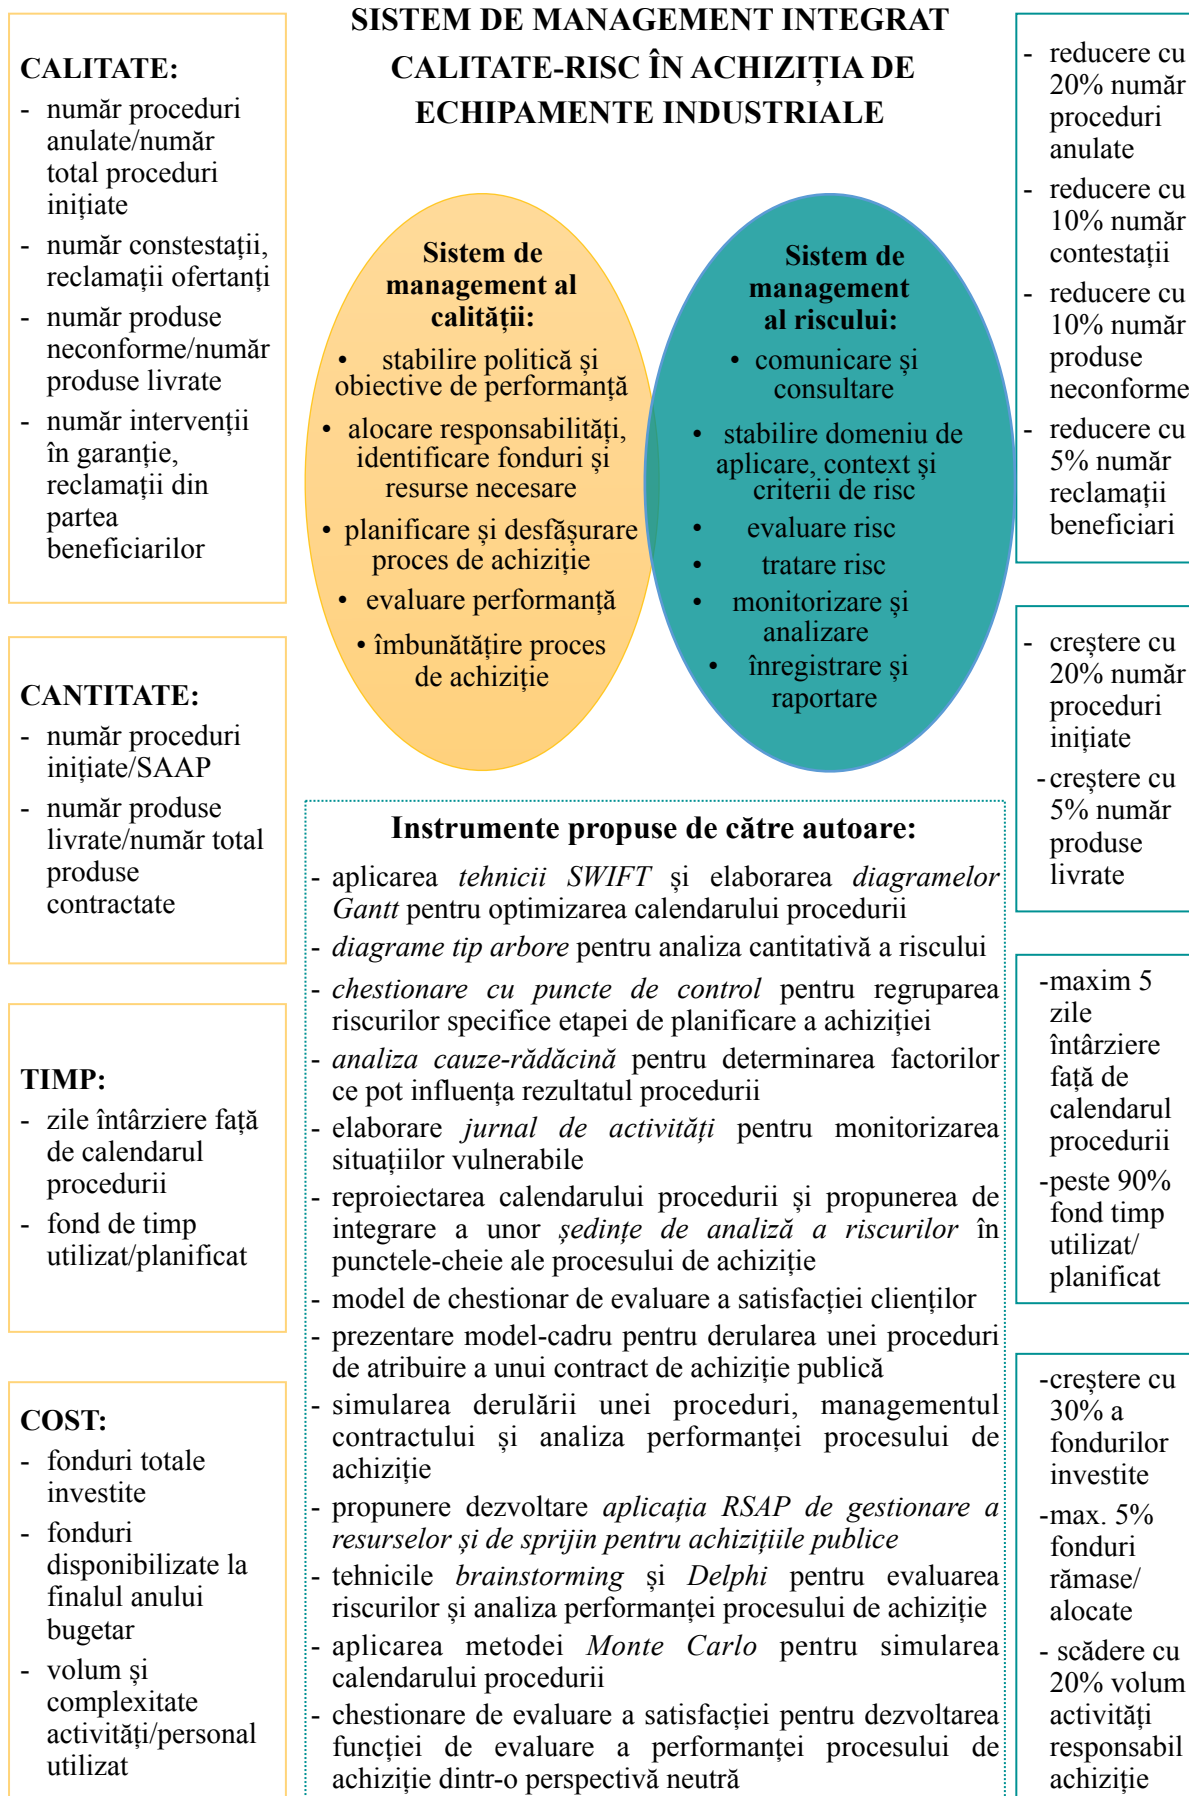 SISTEM DE MANAGEMENT INTEGRAT
CALITATE-RISC ÎN ACHIZIȚIA DE
ECHIPAMENTE INDUSTRIALE
CALITATE:
- număr proceduri
anulate/număr
total proceduri
inițiate
- număr constestații,
reclamații ofertanți
- număr produse
neconforme/număr
produse livrate
- număr intervenții
în garanție,
reclamații din
partea
beneficiarilor
CANTITATE:
- număr proceduri
inițiate/SAAP
- număr produse
livrate/număr total
produse
contractate
TIMP:
- zile întârziere față
de calendarul
procedurii
- fond de timp
utilizat/planificat
COST:
- fonduri totale
investite
- fonduri
disponibilizate la
finalul anului
bugetar
- volum și
complexitate
activități/personal
utilizat
Sistem de
management al
calității:
• stabilire politică și
obiective de performanță
• alocare responsabilități,
identificare fonduri și
resurse necesare
• planificare și desfășurare
proces de achiziție
• evaluare performanță
• îmbunătățire proces
de achiziție
Sistem de
management
al riscului:
• comunicare și
consultare
• stabilire domeniu de
aplicare, context și
criterii de risc
• evaluare risc
• tratare risc
• monitorizare și
analizare
• înregistrare și
raportare
Instrumente propuse de către autoare:
- aplicarea tehnicii SWIFT și elaborarea diagramelor
Gantt pentru optimizarea calendarului procedurii
- diagrame tip arbore pentru analiza cantitativă a riscului
- chestionare cu puncte de control pentru regruparea
riscurilor specifice etapei de planificare a achiziției
- analiza cauze-rădăcină pentru determinarea factorilor
ce pot influența rezultatul procedurii
- elaborare jurnal de activități pentru monitorizarea
situațiilor vulnerabile
- reproiectarea calendarului procedurii și propunerea de
integrare a unor ședințe de analiză a riscurilor în
punctele-cheie ale procesului de achiziție
- model de chestionar de evaluare a satisfacției clienților
- prezentare model-cadru pentru derularea unei proceduri
de atribuire a unui contract de achiziție publică
- simularea derulării unei proceduri, managementul
contractului și analiza performanței procesului de
achiziție
- propunere dezvoltare aplicația RSAP de gestionare a
resurselor și de sprijin pentru achizițiile publice
- tehnicile brainstorming și Delphi pentru evaluarea
riscurilor și analiza performanței procesului de achiziție
- aplicarea metodei Monte Carlo pentru simularea
calendarului procedurii
- chestionare de evaluare a satisfacției pentru dezvoltarea
funcției de evaluare a performanței procesului de
achiziție dintr-o perspectivă neutră
- reducere cu
20% număr
proceduri
anulate
- reducere cu
10% număr
contestații
- reducere cu
10% număr
produse
neconforme
- reducere cu
5% număr
reclamații
beneficiari
- creștere cu
20% număr
proceduri
inițiate
-creștere cu
5% număr
produse
livrate
-maxim 5
zile
întârziere
față de
calendarul
procedurii
-peste 90%
fond timp
utilizat/
planificat
-creștere cu
30% a
fondurilor
investite
-max. 5%
fonduri
rămase/
alocate
- scădere cu
20% volum
activități
responsabil
achiziție